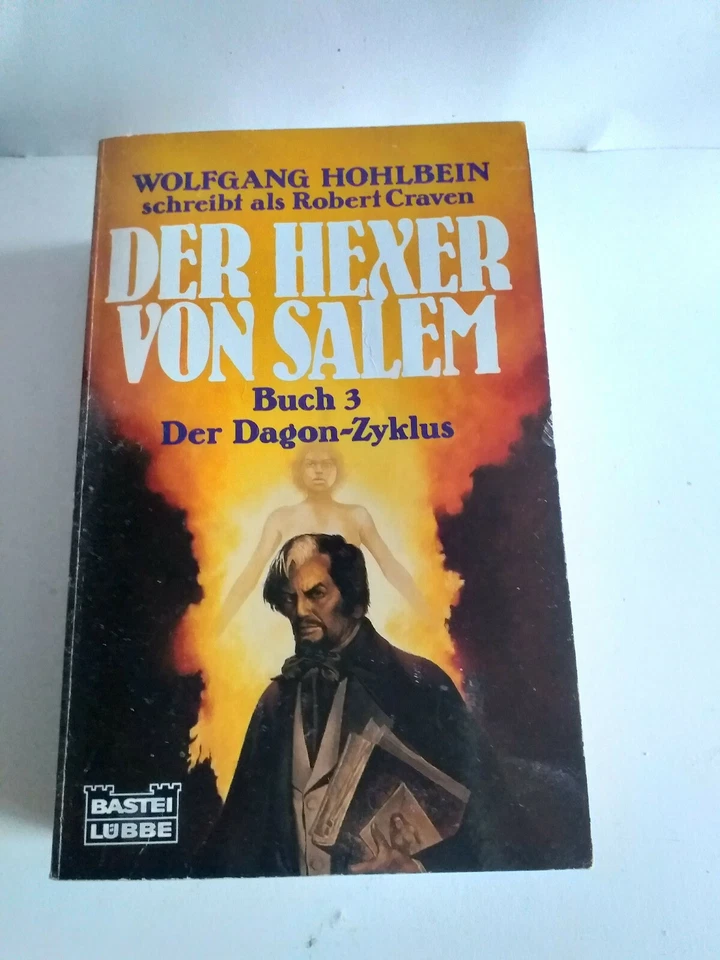 WOLFGANG HOHLBEIN
schreibt als Robert Craven
DER HEXER
VON SALEM
Buch 3
Der Dagon-Zyklus
BASTEI
LÜBBE